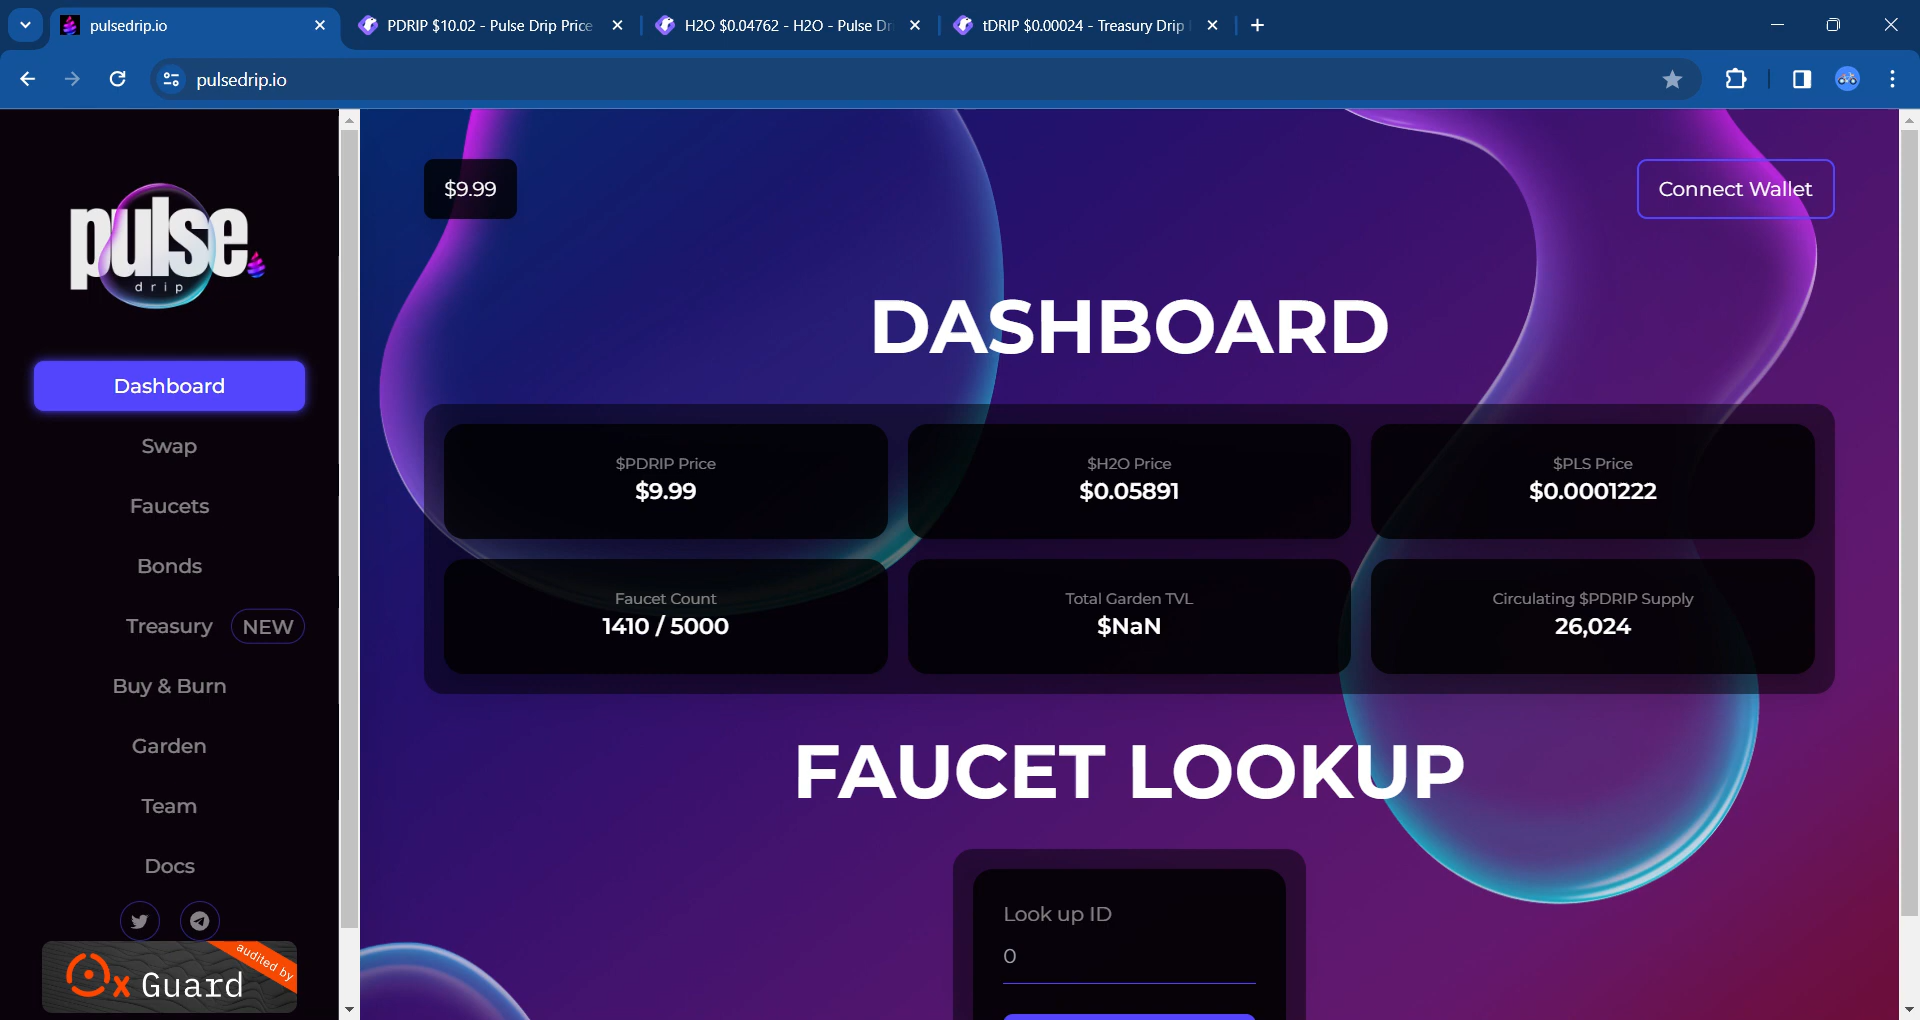 pulsedrip.io
PDRIP $10.02 - Pulse Drip Price
H2O $0.04762 - H2O - Pulse Dr
tDRIP $0.00024 - Treasury Drip
pulsedrip.io
pulse
drip
Dashboard
Swap
Faucets
Bonds
Treasury NEW
Buy & Burn
Garden
Team
Docs
audited by
0x Guard
$9.99
Connect Wallet
DASHBOARD
$PDRIP Price
$9.99
$H2O Price
$0.05891
$PLS Price
$0.0001222
Faucet Count
1410 / 5000
Total Garden TVL
$NaN
Circulating $PDRIP Supply
26,024
FAUCET LOOKUP
Look up ID
0